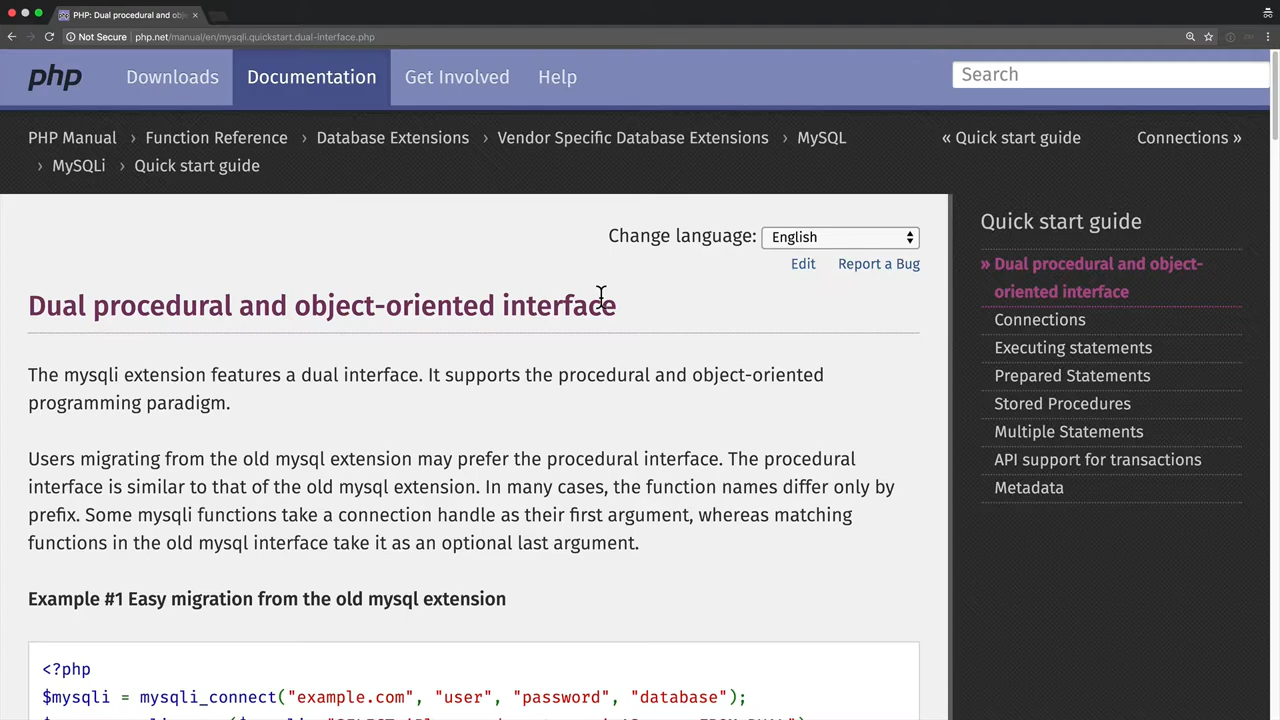 PHP: Dual procedural and obj
Not Secure php.net/manual/en/mysqli.quickstart.dual-interface.php
php Downloads Documentation Get Involved Help Search
PHP Manual › Function Reference › Database Extensions › Vendor Specific Database Extensions › MySQL
› MySQLi › Quick start guide
« Quick start guide Connections »
Change language: English
Edit Report a Bug
Dual procedural and object-oriented interface
The mysqli extension features a dual interface. It supports the procedural and object-oriented
programming paradigm.
Users migrating from the old mysql extension may prefer the procedural interface. The procedural
interface is similar to that of the old mysql extension. In many cases, the function names differ only by
prefix. Some mysqli functions take a connection handle as their first argument, whereas matching
functions in the old mysql interface take it as an optional last argument.
Example #1 Easy migration from the old mysql extension
<?php
$mysqli = mysqli_connect("example.com", "user", "password", "database");
Quick start guide
» Dual procedural and object-
oriented interface
Connections
Executing statements
Prepared Statements
Stored Procedures
Multiple Statements
API support for transactions
Metadata